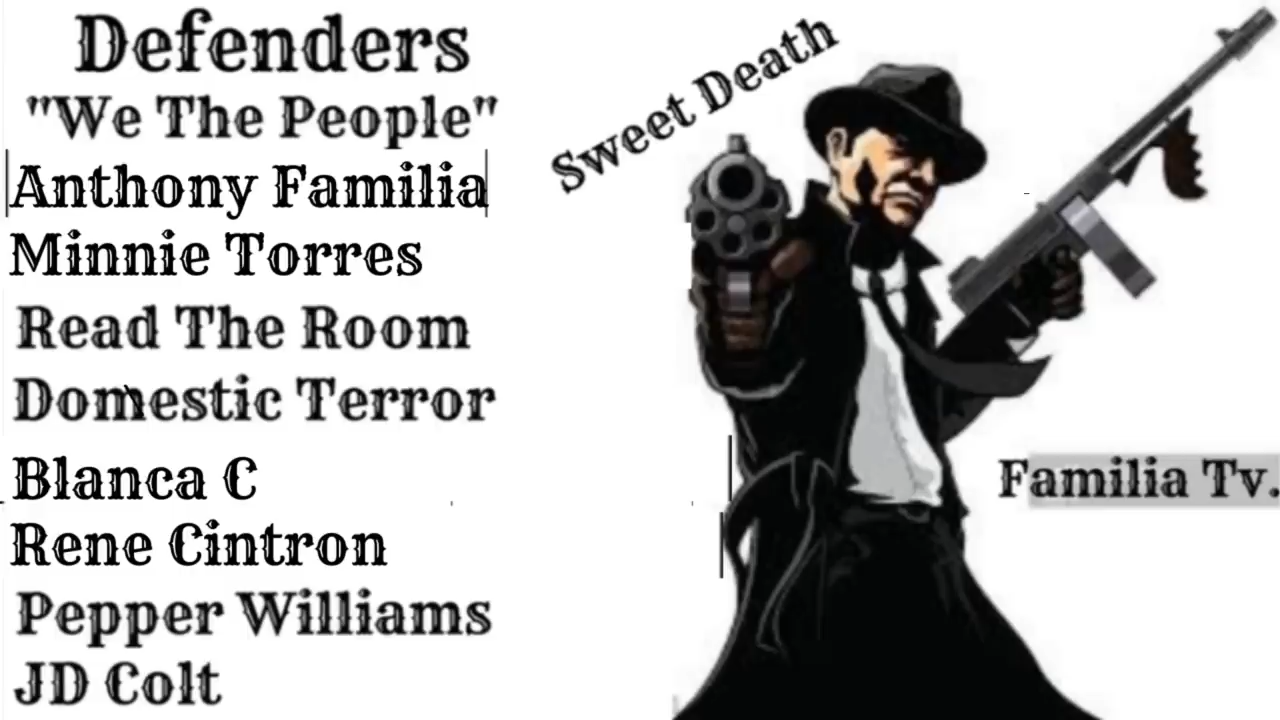 Defenders
"We The People"
Anthony Familia
Minnie Torres
Read The Room
Domestic Terror
Blanca C
Rene Cintron
Pepper Williams
JD Colt
Sweet Death
Familia Tv.